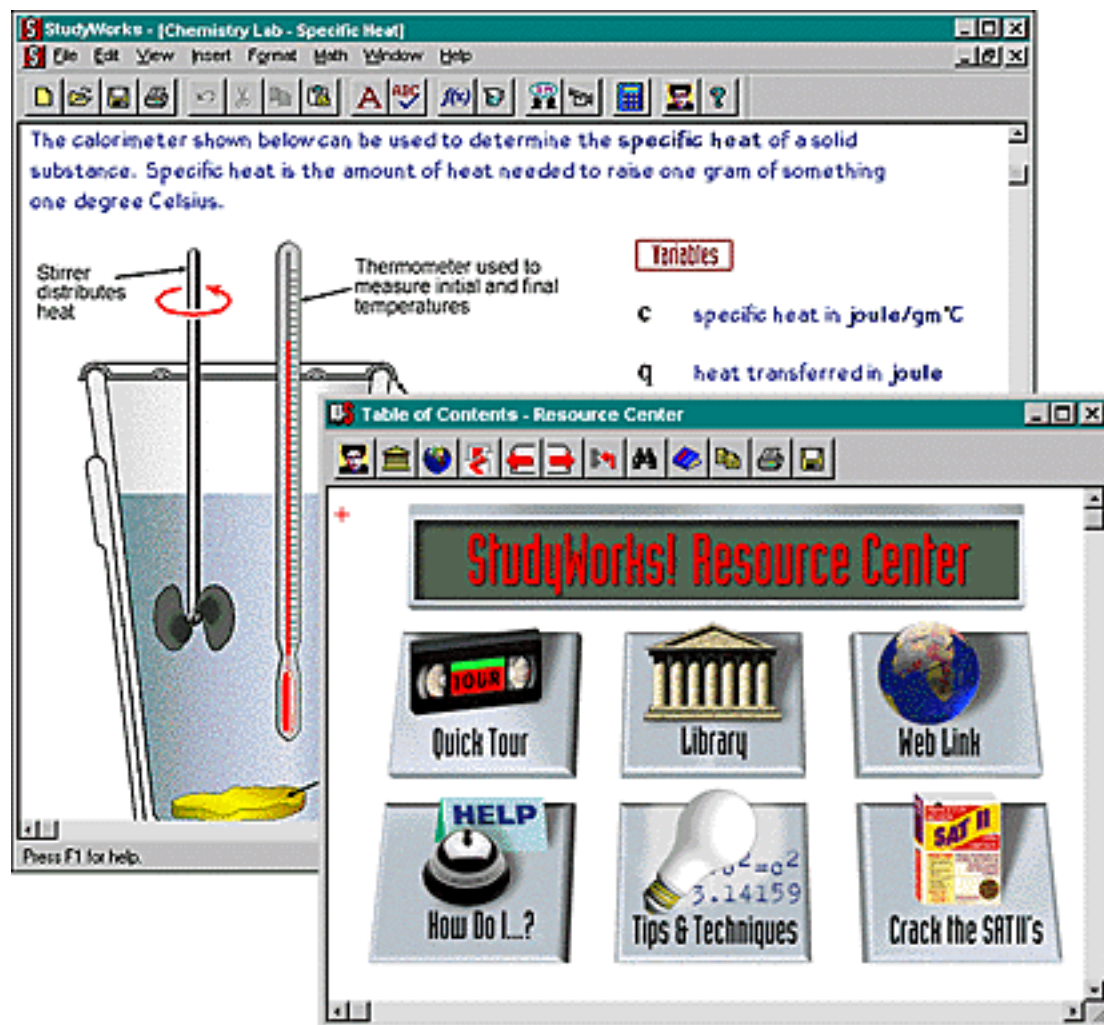 StudyWorks - [Chemistry Lab - Specific Heat]
File Edit View Insert Format Math Window Help
A ABC f(x)
The calorimeter shown below can be used to determine the specific heat of a solid
substance. Specific heat is the amount of heat needed to raise one gram of something
one degree Celsius.
Stirrer
distributes
heat
Thermometer used to
measure initial and final
temperatures
Variables
c specific heat in joule/gm°C
q heat transferred in joule
Press F1 for help.
Table of Contents - Resource Center
StudyWorks! Resource Center
TOUR
Quick Tour
Library
Web Link
HELP
How Do I...?
3.14159
Tips & Techniques
SAT II
Crack the SAT II's